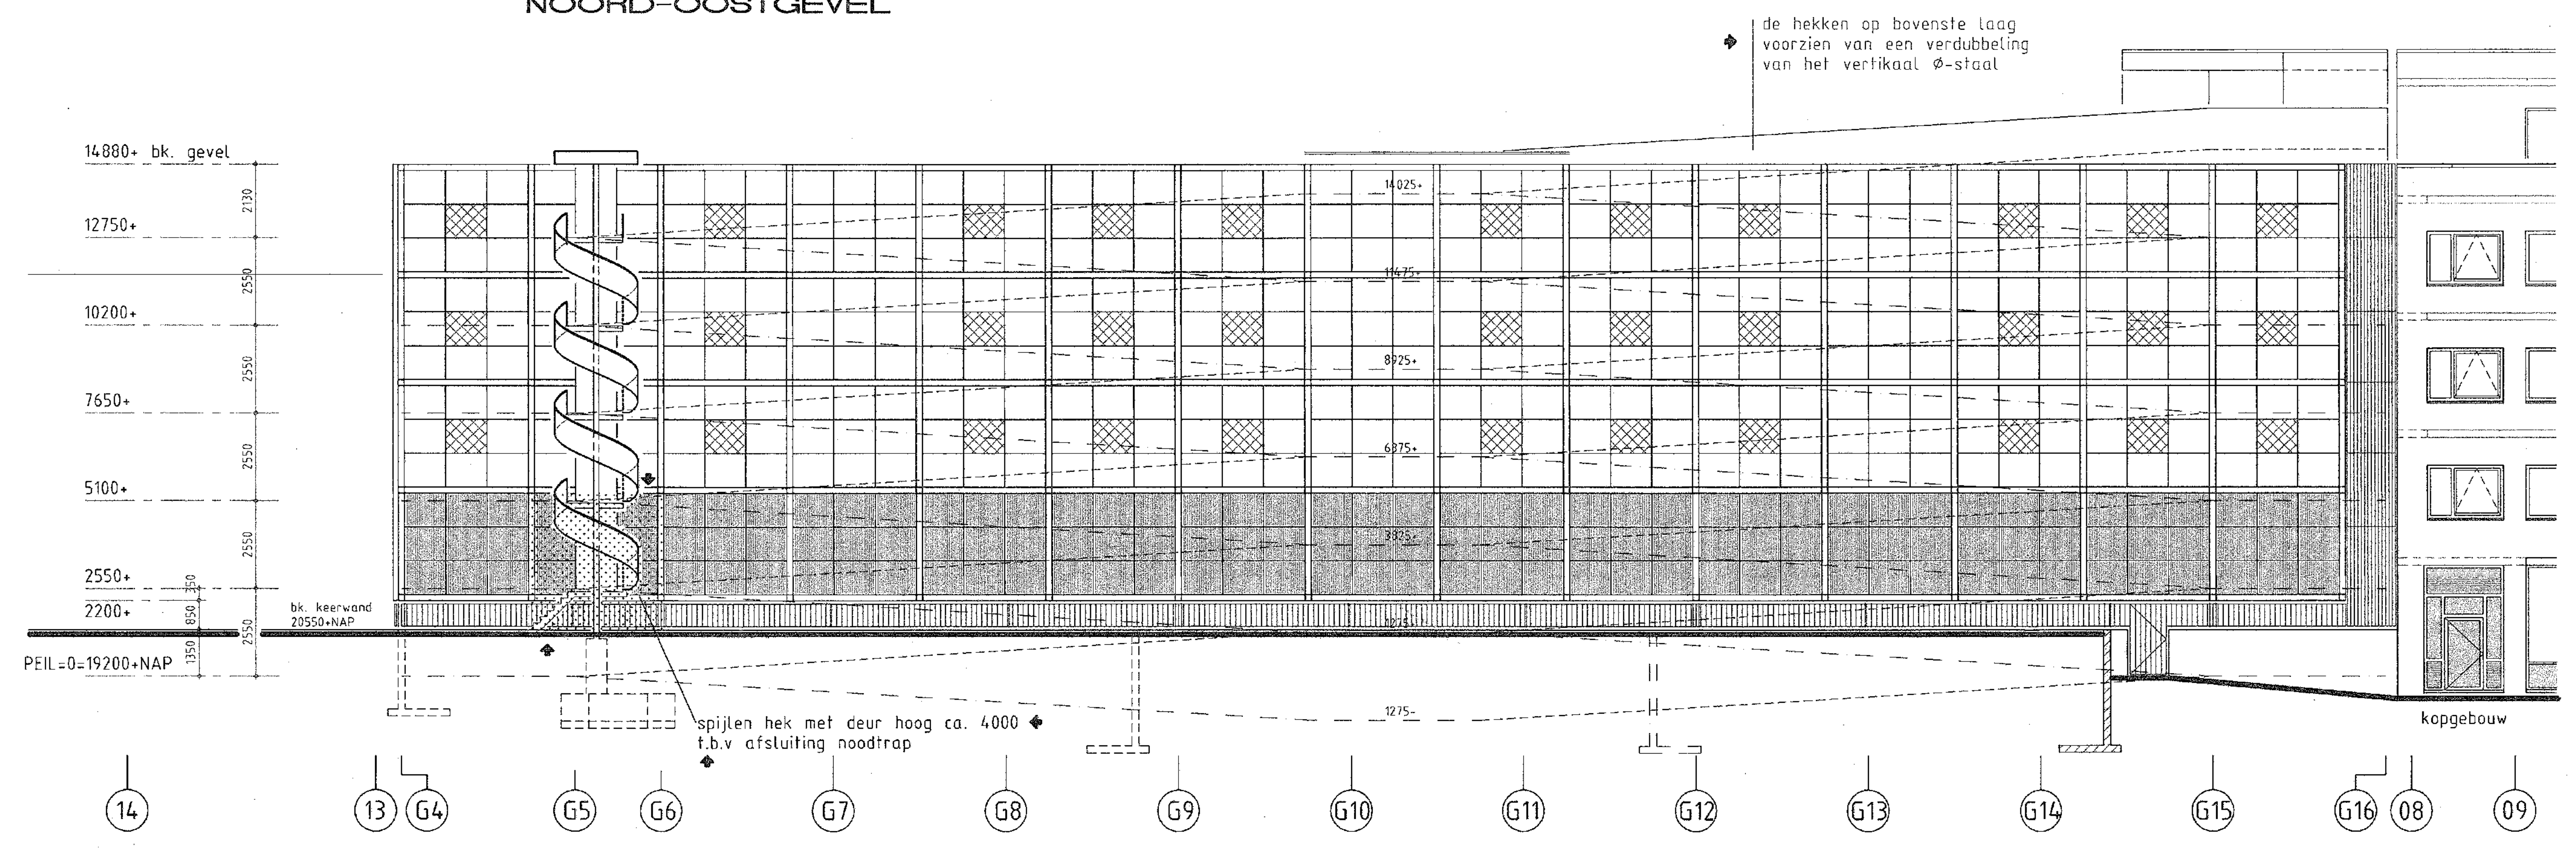 NOORD-OOSTGEVEL
de hekken op bovenste laag
voorzien van een verdubbeling
van het vertikaal Ø-staal
14880+ bk. gevel
2130
12750+
2550
10200+
2550
7650+
2550
5100+
2550
2550+
350
2200+
850
2550
1350
bk. keerwand
20550+NAP
PEIL=0=19200+NAP
14025+
11475+
8925+
6375+
3825+
1275+
1275-
spijlen hek met deur hoog ca. 4000
t.b.v afsluiting noodtrap
kopgebouw
14
13
G4
G5
G6
G7
G8
G9
G10
G11
G12
G13
G14
G15
G16
08
09